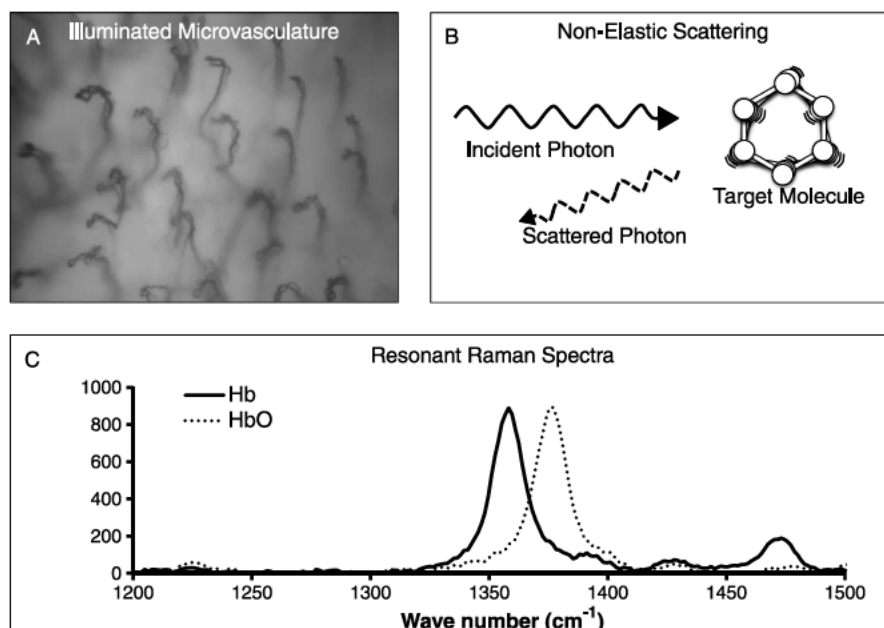 A
Illuminated Microvasculature
B
Non-Elastic Scattering
Incident Photon
Scattered Photon
Target Molecule
C
Resonant Raman Spectra
Hb
HbO
1000
800
600
400
200
0
1200 1250 1300 1350 1400 1450 1500
Wave number (cm⁻¹)